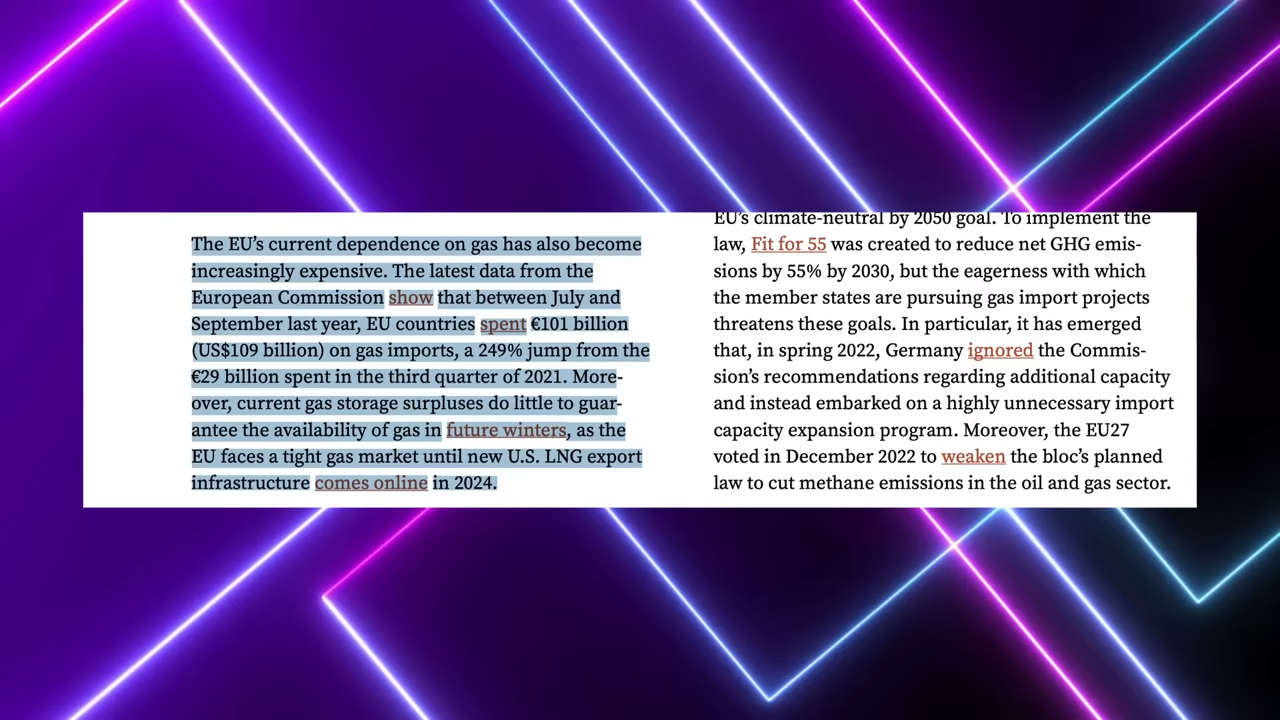 The EU’s current dependence on gas has also become
increasingly expensive. The latest data from the
European Commission show that between July and
September last year, EU countries spent €101 billion
(US$109 billion) on gas imports, a 249% jump from the
€29 billion spent in the third quarter of 2021. More-
over, current gas storage surpluses do little to guar-
antee the availability of gas in future winters, as the
EU faces a tight gas market until new U.S. LNG export
infrastructure comes online in 2024.
EU’s climate-neutral by 2050 goal. To implement the
law, Fit for 55 was created to reduce net GHG emis-
sions by 55% by 2030, but the eagerness with which
the member states are pursuing gas import projects
threatens these goals. In particular, it has emerged
that, in spring 2022, Germany ignored the Commis-
sion’s recommendations regarding additional capacity
and instead embarked on a highly unnecessary import
capacity expansion program. Moreover, the EU27
voted in December 2022 to weaken the bloc’s planned
law to cut methane emissions in the oil and gas sector.